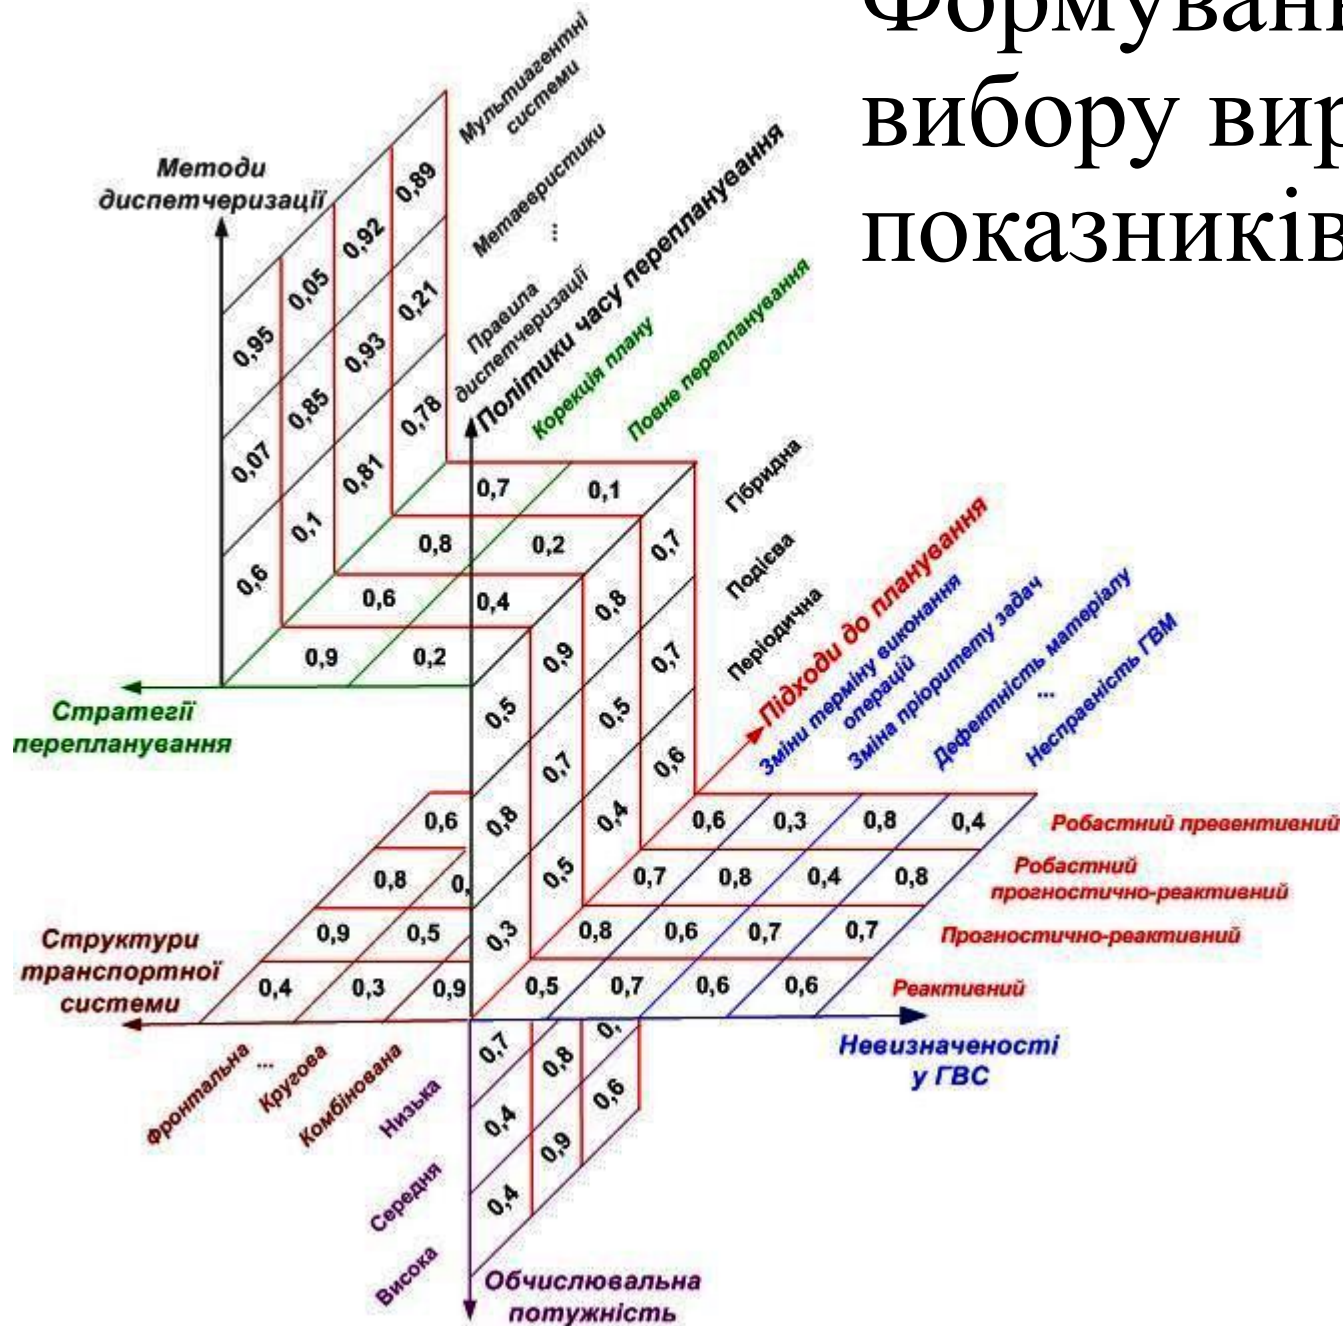 Формуванн
вибору вир
показників
Мультиагентні
системи
Метаевристики
...
Правила
диспетчеризації
Політики часу перепланування
Корекція плану
Повне перепланування
Методи
диспетчеризації
0,95
0,05
0,92
0,89
0,07
0,85
0,93
0,21
0,6
0,1
0,81
0,78
0,7
0,1
0,8
0,2
0,6
0,4
0,9
0,2
Стратегії
перепланування
Гібридна
Подієва
Періодична
0,5
0,9
0,8
0,7
0,8
0,7
0,5
0,7
0,3
0,5
0,4
0,6
Підходи до планування
Зміни терміну виконання
операцій
Зміна пріоритету задач
Дефектність матеріалу
...
Несправність ГВМ
0,6
0,3
0,8
0,4
Робастний превентивний
0,7
0,8
0,4
0,8
Робастний
прогностично-реактивний
0,8
0,6
0,7
0,7
Прогностично-реактивний
0,5
0,7
0,6
0,6
Реактивний
Невизначеності
у ГВС
0,6
0,8
0,
0,9
0,5
0,4
0,3
0,9
Структури
транспортної
системи
Фронтальна
...
Кругова
Комбінована
Низька
Середня
Висока
0,7
0,8
0,
0,4
0,9
0,6
0,4
Обчислювальна
потужність